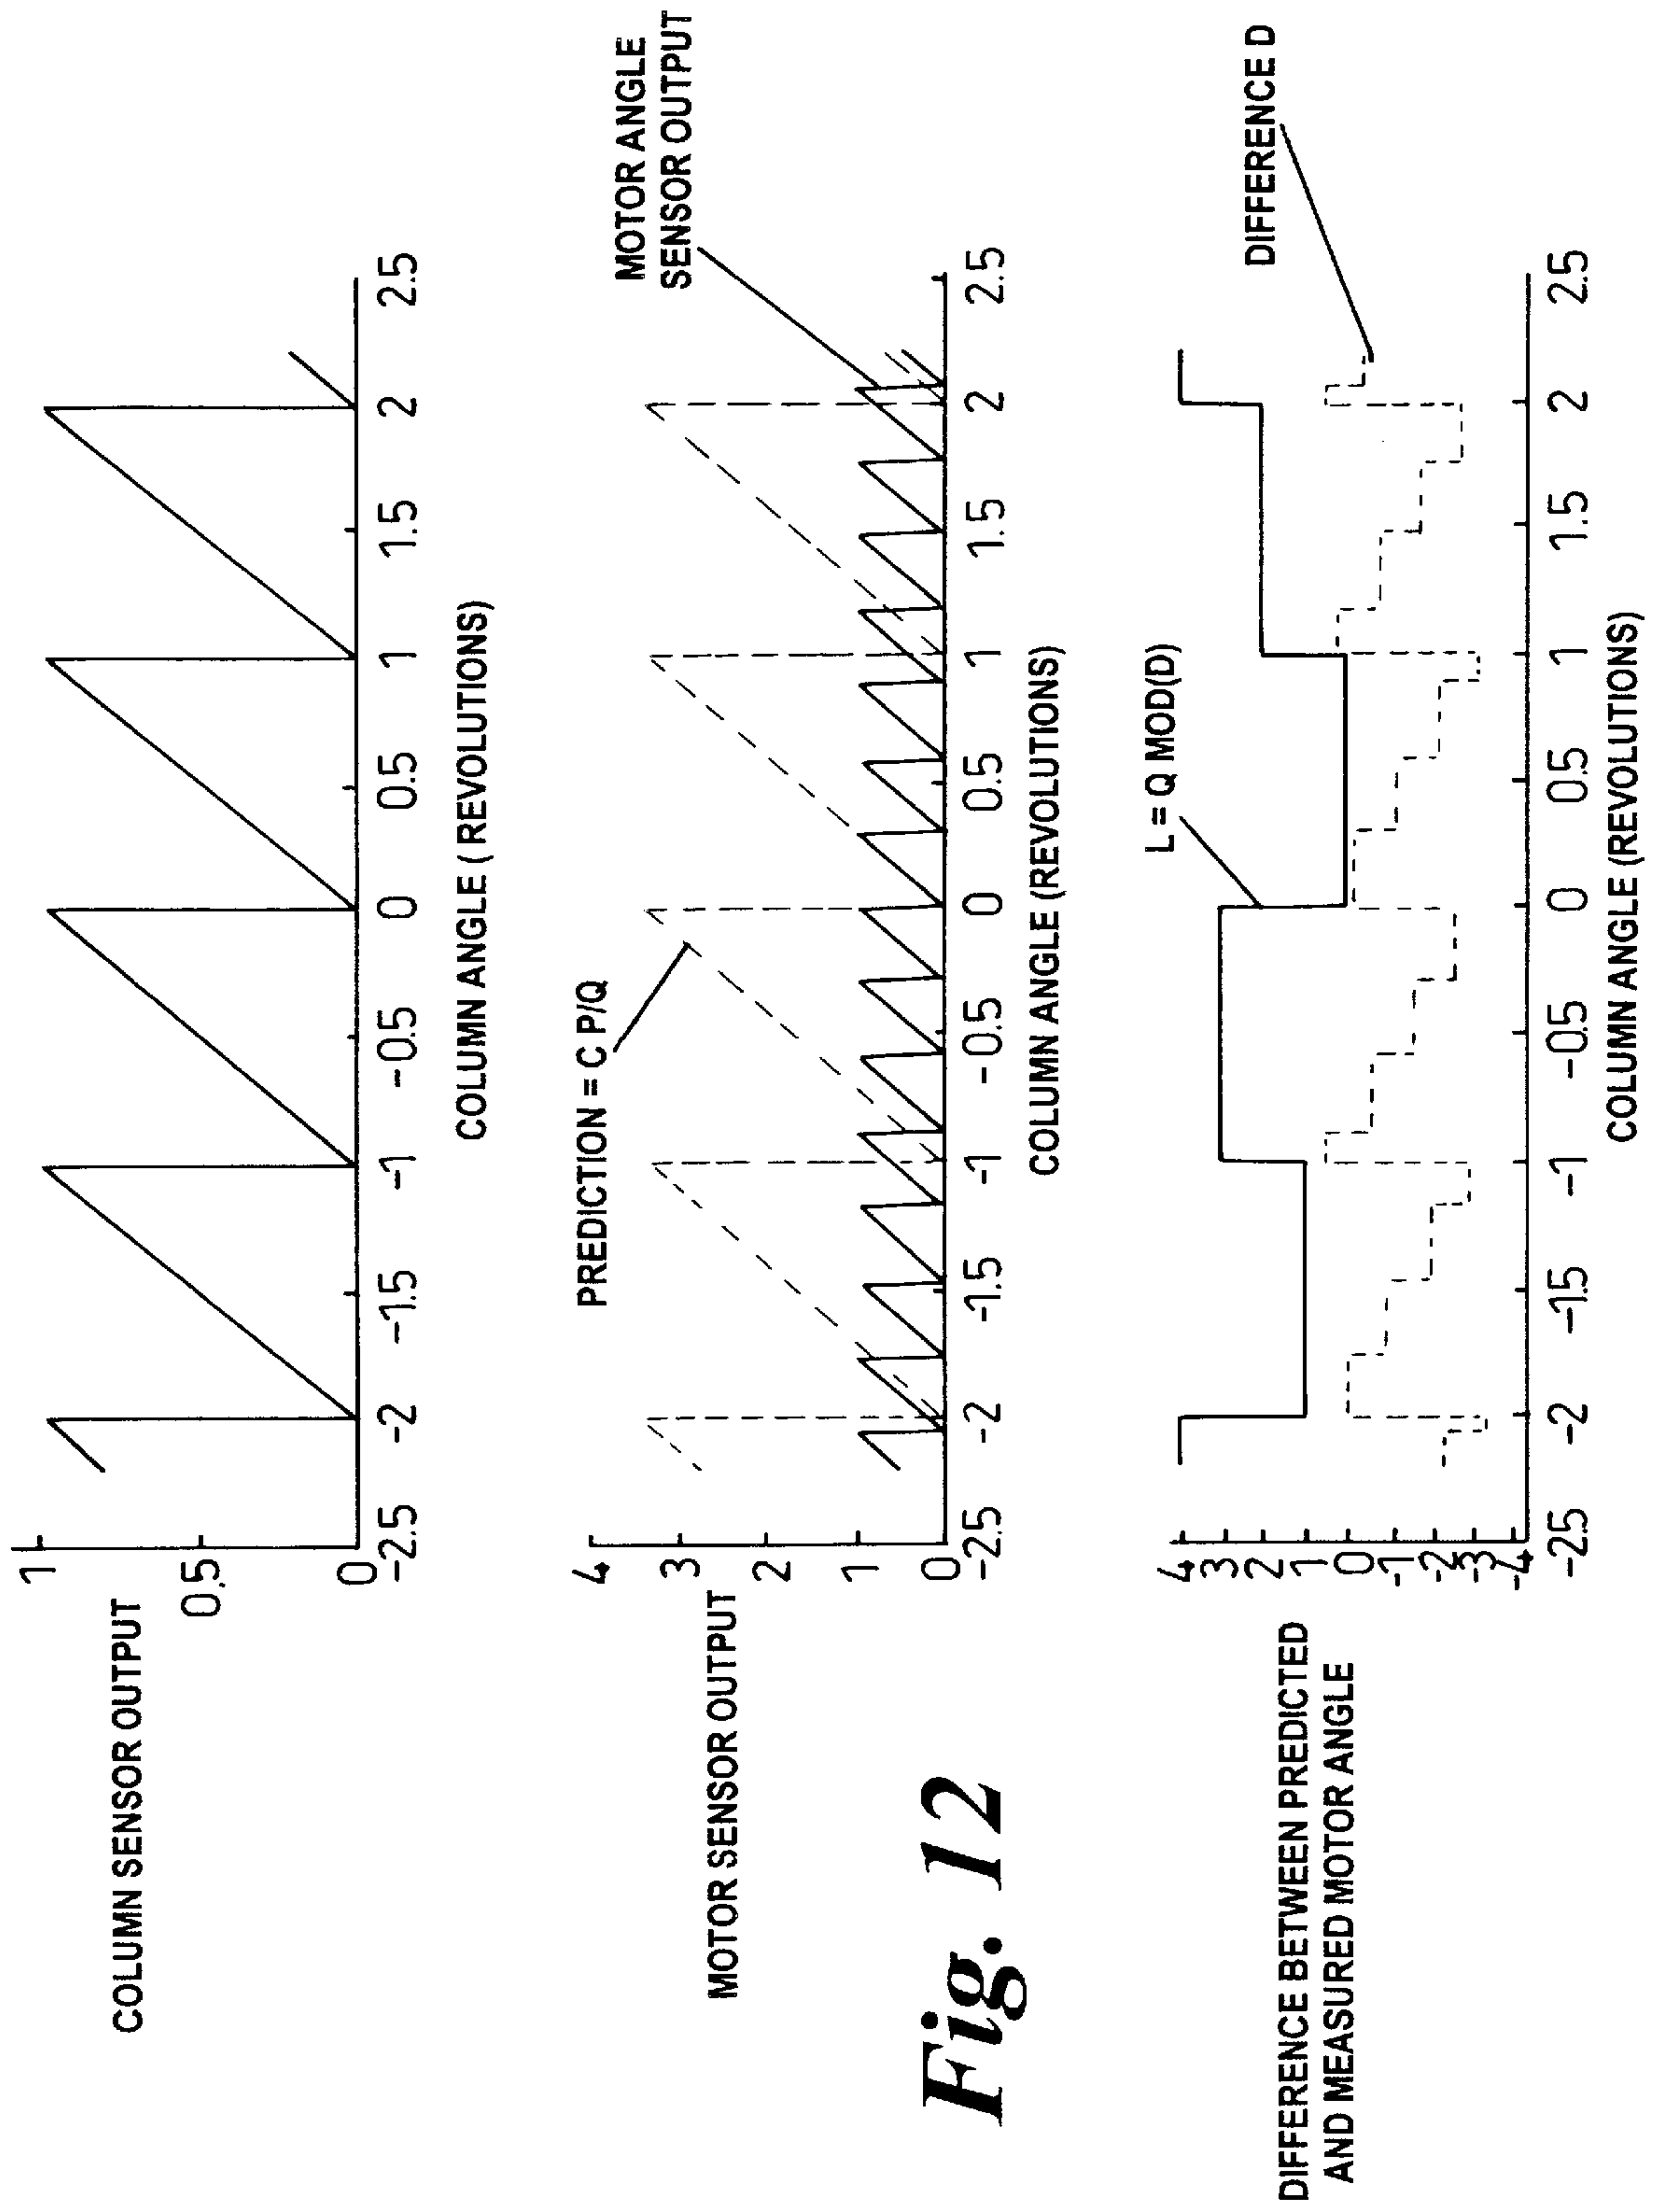 COLUMN SENSOR OUTPUT
1
0.5
0
-2.5 -2 -1.5 -1 -0.5 0 0.5 1 1.5 2 2.5
COLUMN ANGLE ( REVOLUTIONS)
MOTOR SENSOR OUTPUT
PREDICTION = C P/Q
MOTOR ANGLE
SENSOR OUTPUT
4
3
2
1
0
-2.5 -2 -1.5 -1 -0.5 0 0.5 1 1.5 2 2.5
COLUMN ANGLE (REVOLUTIONS)
Fig. 12
DIFFERENCE BETWEEN PREDICTED
AND MEASURED MOTOR ANGLE
L = Q MOD(D)
DIFFERENCE D
4
3
2
1
0
-1
-2
-3
-4
-2.5 -2 -1.5 -1 -0.5 0 0.5 1 1.5 2 2.5
COLUMN ANGLE (REVOLUTIONS)